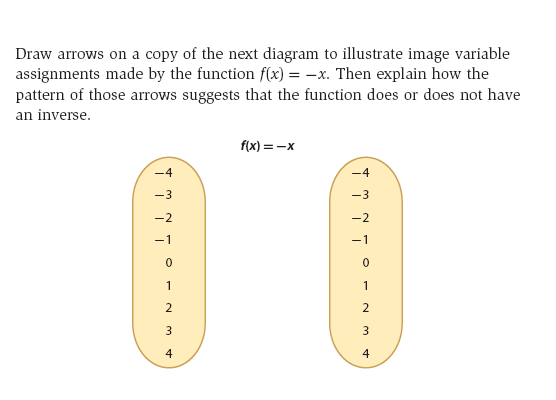 Draw arrows on a copy of the next diagram to illustrate image variable
assignments made by the function f(x) = −x. Then explain how the
pattern of those arrows suggests that the function does or does not have
an inverse.
f(x) = −x
−4 −4
−3 −3
−2 −2
−1 −1
0 0
1 1
2 2
3 3
4 4